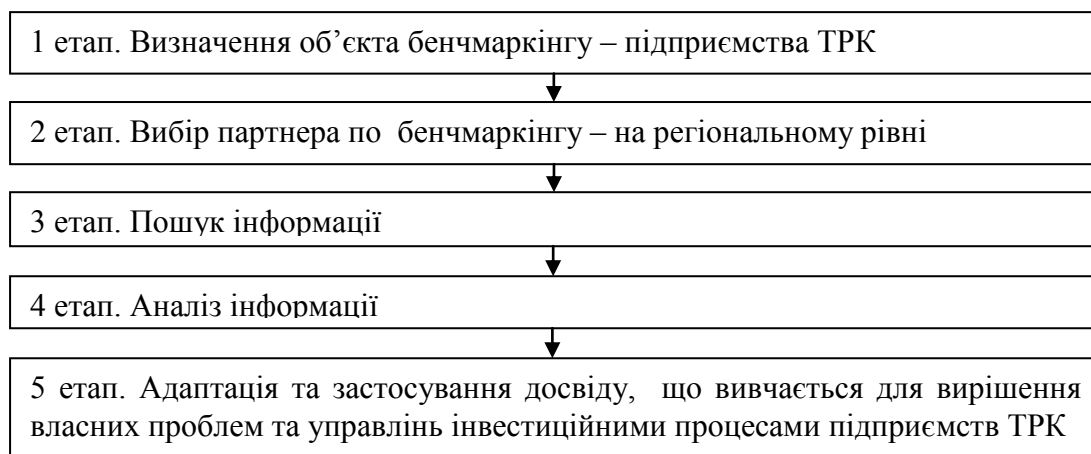 1 етап. Визначення об’єкта бенчмаркінгу – підприємства ТРК
2 етап. Вибір партнера по бенчмаркінгу – на регіональному рівні
3 етап. Пошук інформації
4 етап. Аналіз інформації
5 етап. Адаптація та застосування досвіду, що вивчається для вирішення
власних проблем та управлінь інвестиційними процесами підприємств ТРК